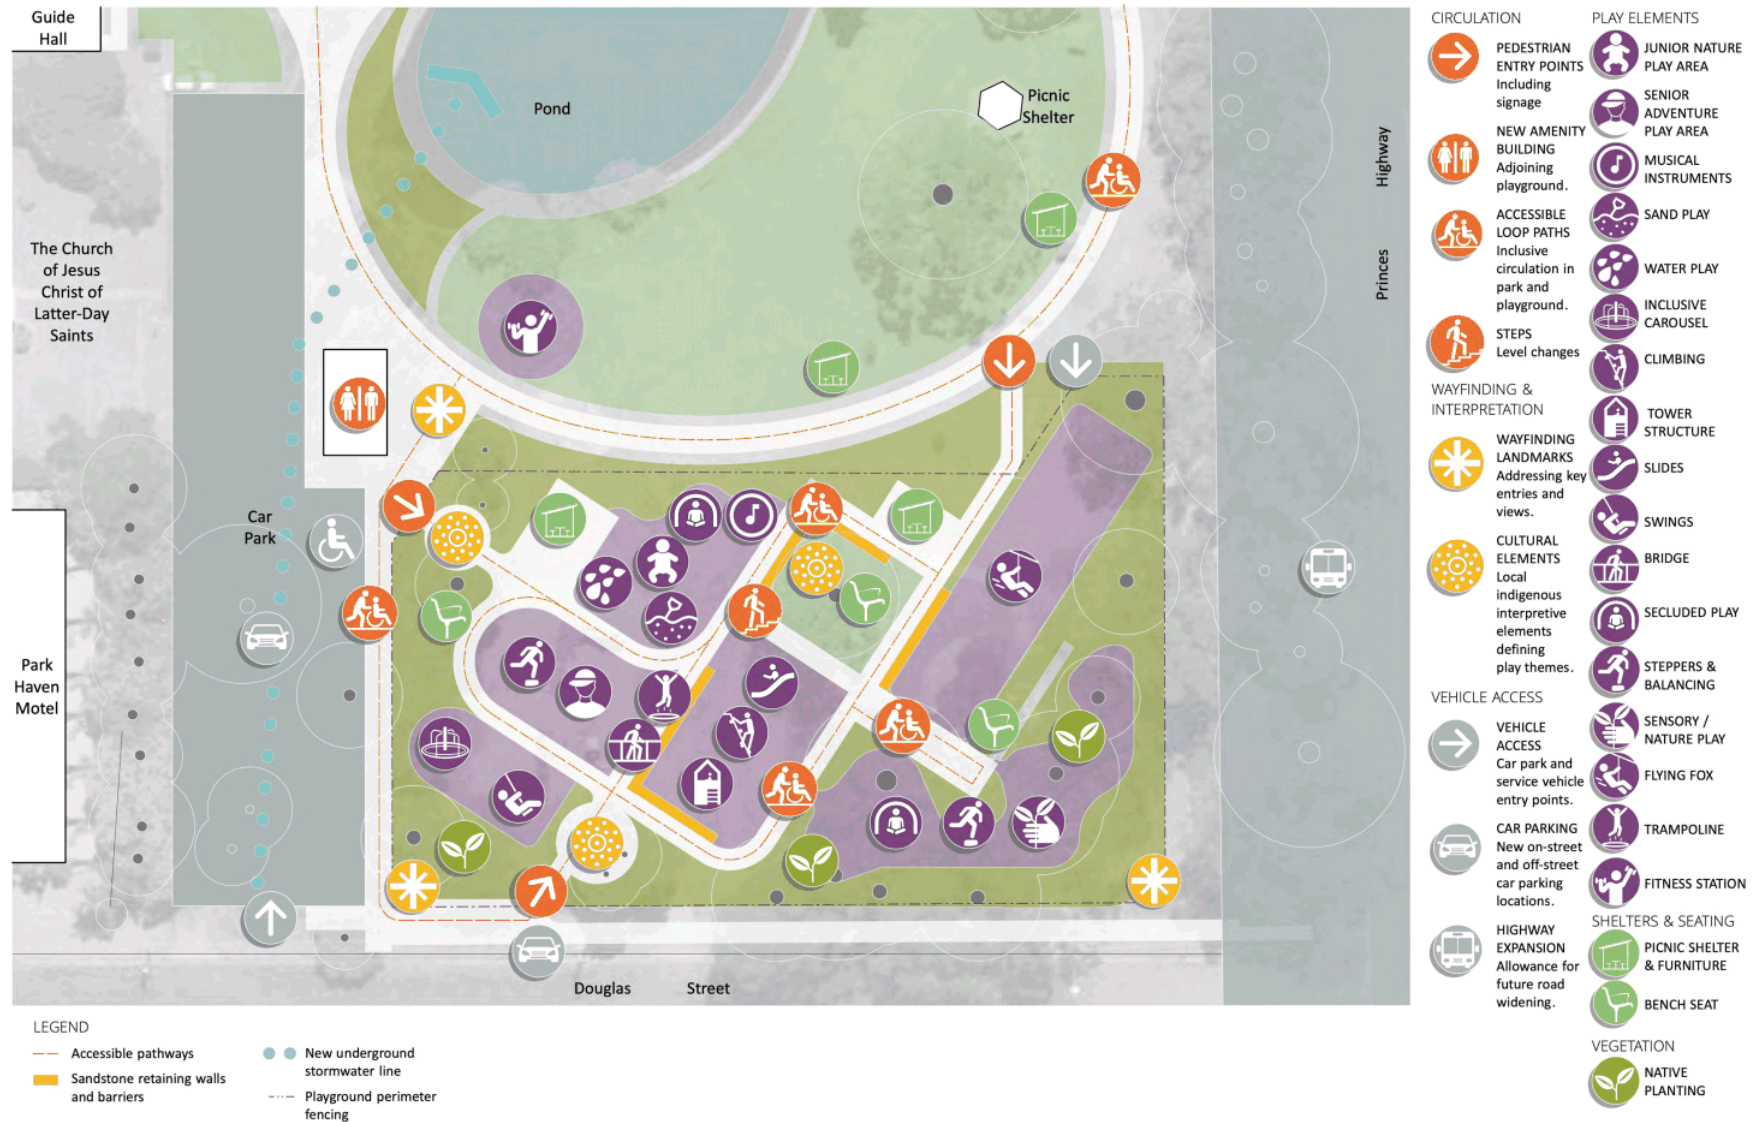 Guide
Hall
Pond
Picnic
Shelter
Highway
Princes
The Church
of Jesus
Christ of
Latter-Day
Saints
Car
Park
Park
Haven
Motel
Douglas Street
LEGEND
Accessible pathways
Sandstone retaining walls
and barriers
New underground
stormwater line
Playground perimeter
fencing
CIRCULATION
PEDESTRIAN
ENTRY POINTS
Including
signage
NEW AMENITY
BUILDING
Adjoining
playground.
ACCESSIBLE
LOOP PATHS
Inclusive
circulation in
park and
playground.
STEPS
Level changes
WAYFINDING &
INTERPRETATION
WAYFINDING
LANDMARKS
Addressing key
entries and
views.
CULTURAL
ELEMENTS
Local
indigenous
interpretive
elements
defining
play themes.
VEHICLE ACCESS
VEHICLE
ACCESS
Car park and
service vehicle
entry points.
CAR PARKING
New on-street
and off-street
car parking
locations.
HIGHWAY
EXPANSION
Allowance for
future road
widening.
PLAY ELEMENTS
JUNIOR NATURE
PLAY AREA
SENIOR
ADVENTURE
PLAY AREA
MUSICAL
INSTRUMENTS
SAND PLAY
WATER PLAY
INCLUSIVE
CAROUSEL
CLIMBING
TOWER
STRUCTURE
SLIDES
SWINGS
BRIDGE
SECLUDED PLAY
STEPPERS &
BALANCING
SENSORY /
NATURE PLAY
FLYING FOX
TRAMPOLINE
FITNESS STATION
SHELTERS & SEATING
PICNIC SHELTER
& FURNITURE
BENCH SEAT
VEGETATION
NATIVE
PLANTING